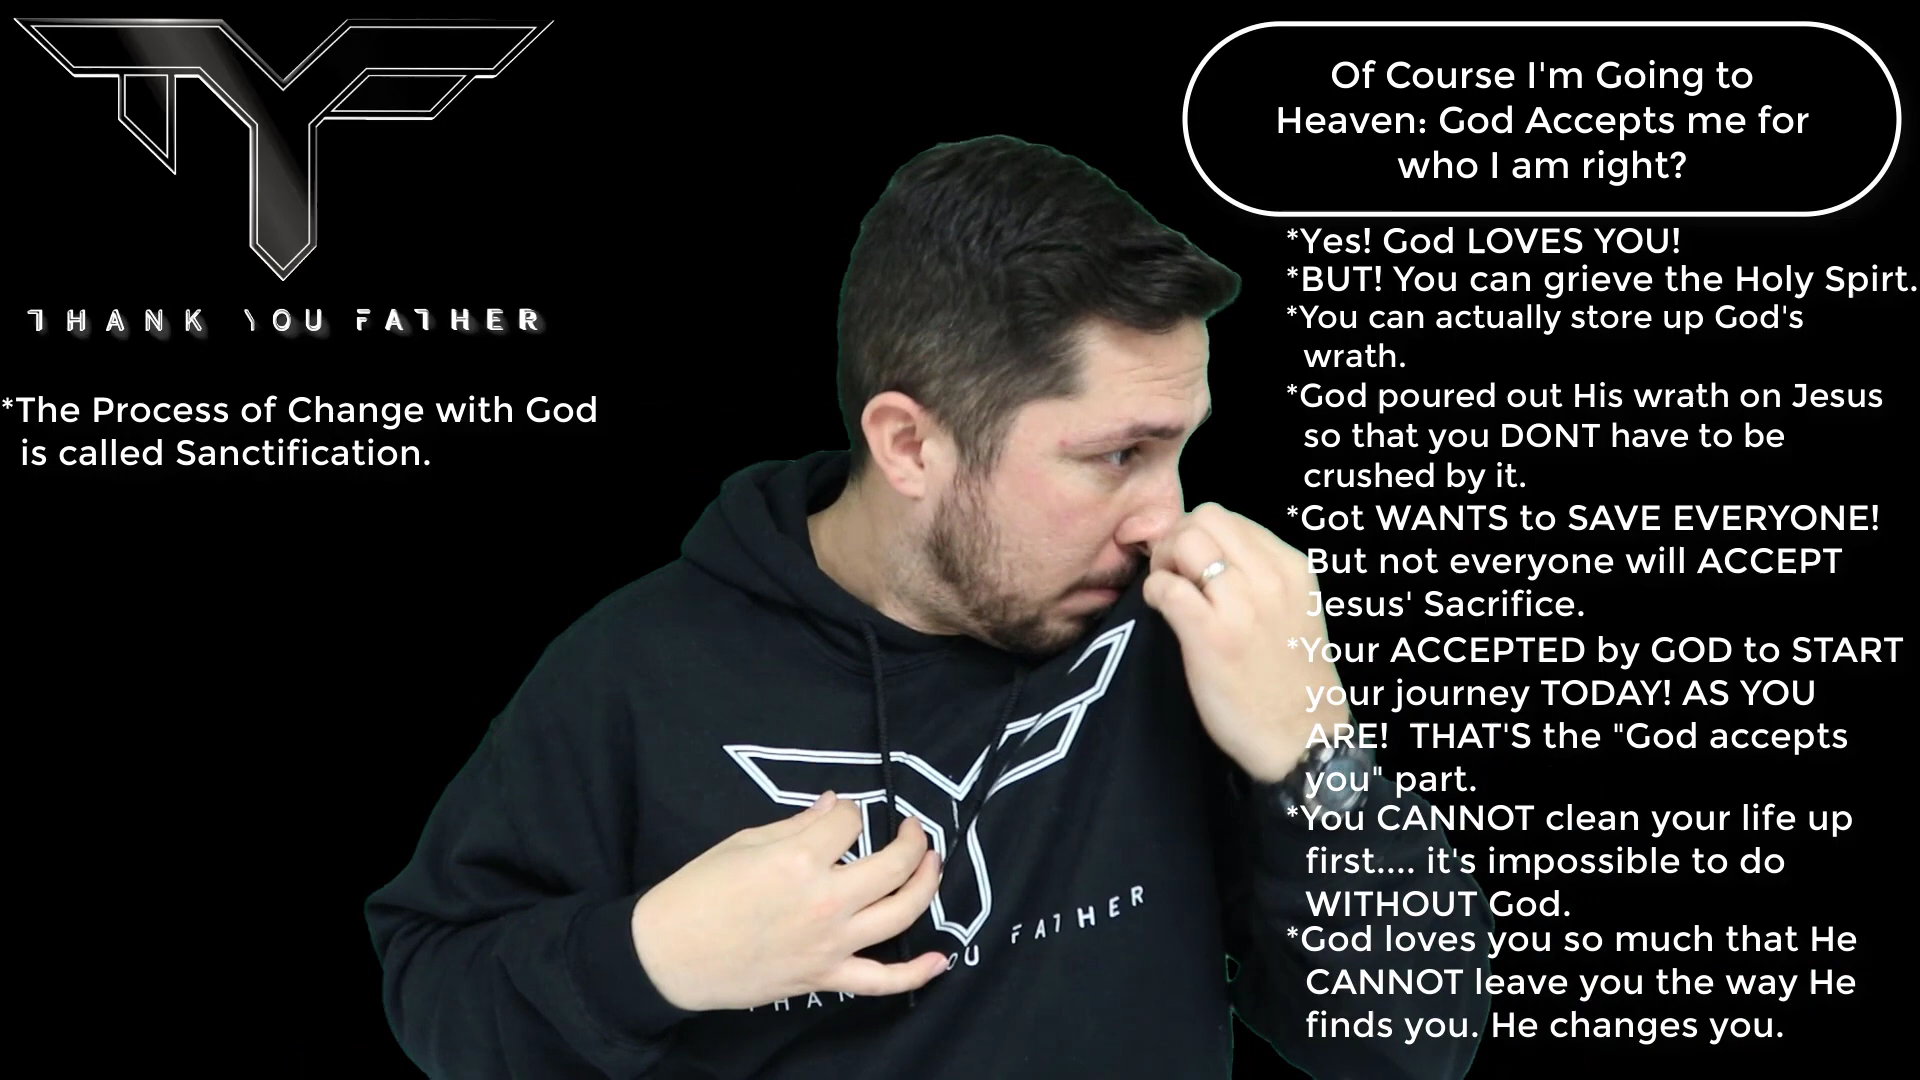 THANK YOU FATHER
*The Process of Change with God
is called Sanctification.
Of Course I'm Going to
Heaven: God Accepts me for
who I am right?
*Yes! God LOVES YOU!
*BUT! You can grieve the Holy Spirt.
*You can actually store up God's
wrath.
*God poured out His wrath on Jesus
so that you DONT have to be
crushed by it.
*Got WANTS to SAVE EVERYONE!
But not everyone will ACCEPT
Jesus' Sacrifice.
*Your ACCEPTED by GOD to START
your journey TODAY! AS YOU
ARE! THAT'S the "God accepts
you" part.
*You CANNOT clean your life up
first.... it's impossible to do
WITHOUT God.
*God loves you so much that He
CANNOT leave you the way He
finds you. He changes you.
THAN OU FATHER